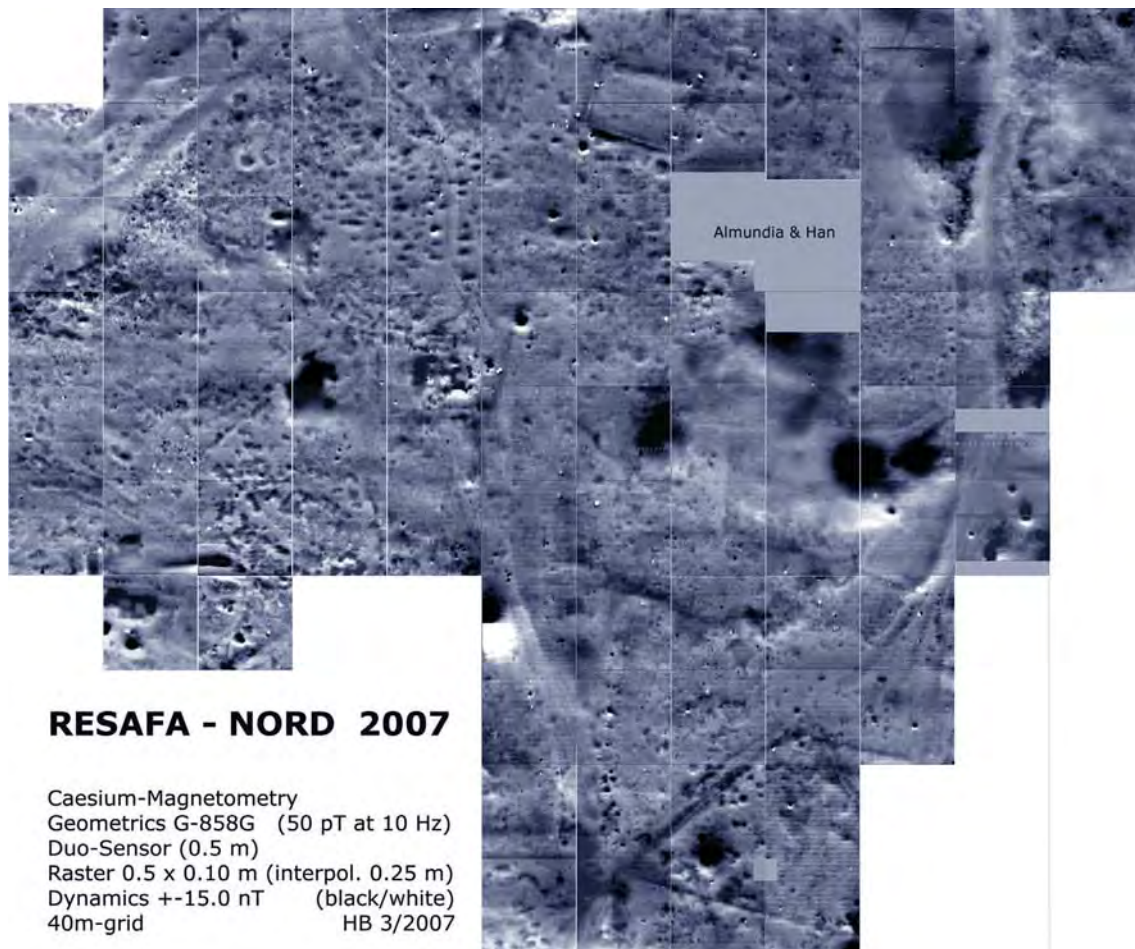 Almundia & Han
RESAFA - NORD 2007
Caesium-Magnetometry
Geometrics G-858G (50 pT at 10 Hz)
Duo-Sensor (0.5 m)
Raster 0.5 x 0.10 m (interpol. 0.25 m)
Dynamics +-15.0 nT (black/white)
40m-grid HB 3/2007